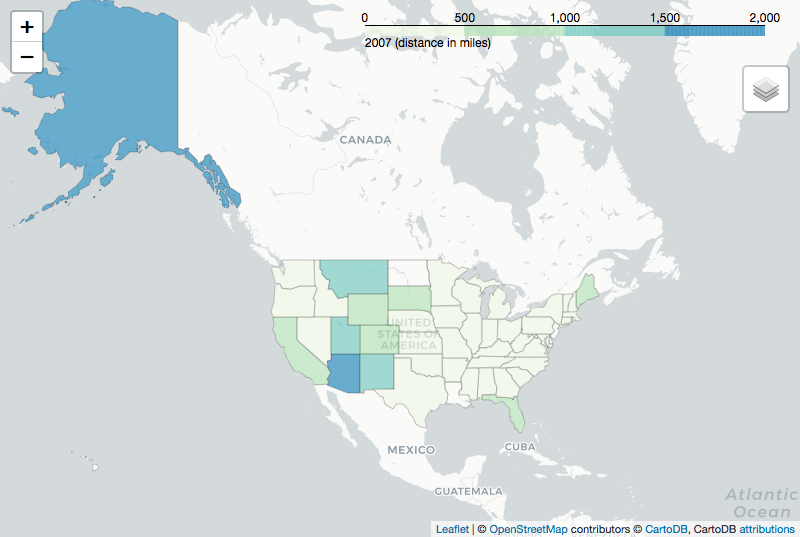 +
−
0 500 1,000 1,500 2,000
2007 (distance in miles)
CANADA
UNITED
STATES OF
AMERICA
MEXICO
CUBA
GUATEMALA
Atlantic
Ocean
Leaflet | © OpenStreetMap contributors © CartoDB, CartoDB attributions